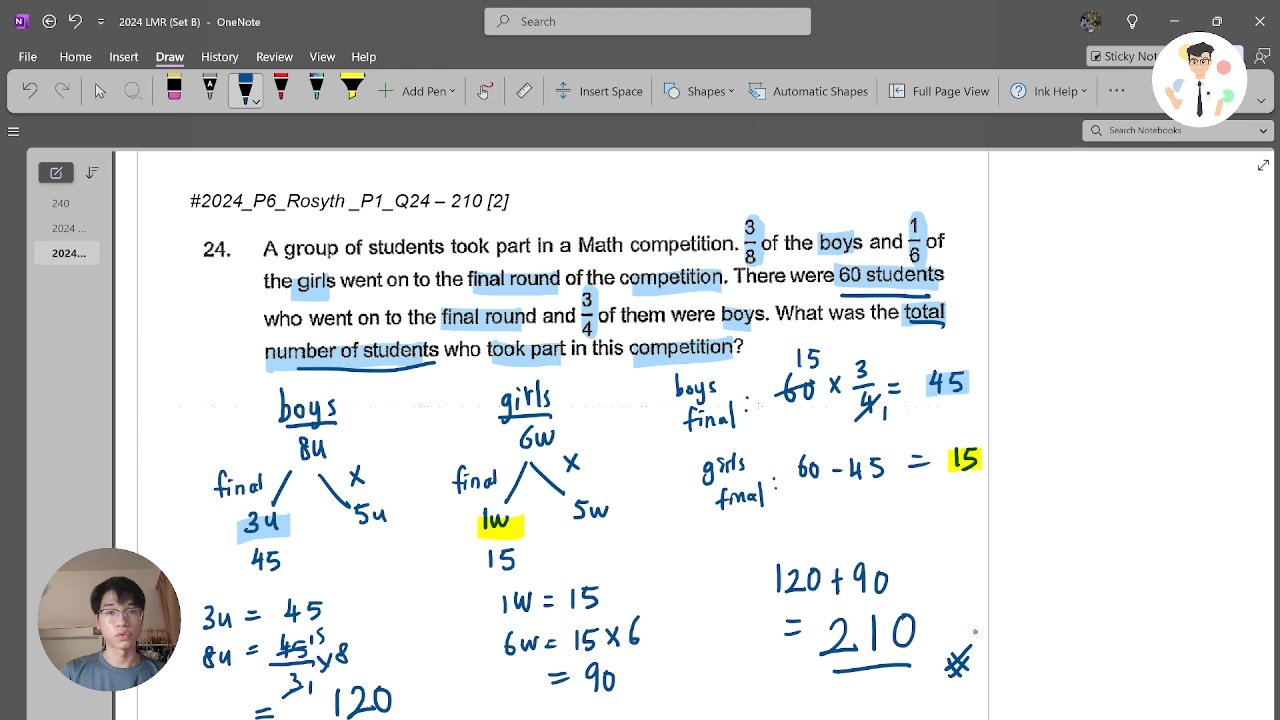 2024 LMR (Set B) - OneNote
Search
File Home Insert Draw History Review View Help
Sticky Not
Add Pen Insert Space Shapes Automatic Shapes Full Page View Ink Help
Search Notebooks
240
2024 ...
2024...
#2024_P6_Rosyth _P1_Q24 – 210 [2]
24. A group of students took part in a Math competition. 3/8 of the boys and 1/6 of
the girls went on to the final round of the competition. There were 60 students
who went on to the final round and 3/4 of them were boys. What was the total
number of students who took part in this competition?
boys
8u
final x
3u 5u
45
3u = 45
8u = 45 15 x 8
3 1
= 120
girls
6w
final x
1w 5w
15
1w = 15
6w = 15 x 6
= 90
boys final : 60 15 x 3/4 1 = 45
girls final : 60 - 45 = 15
120 + 90
= 210